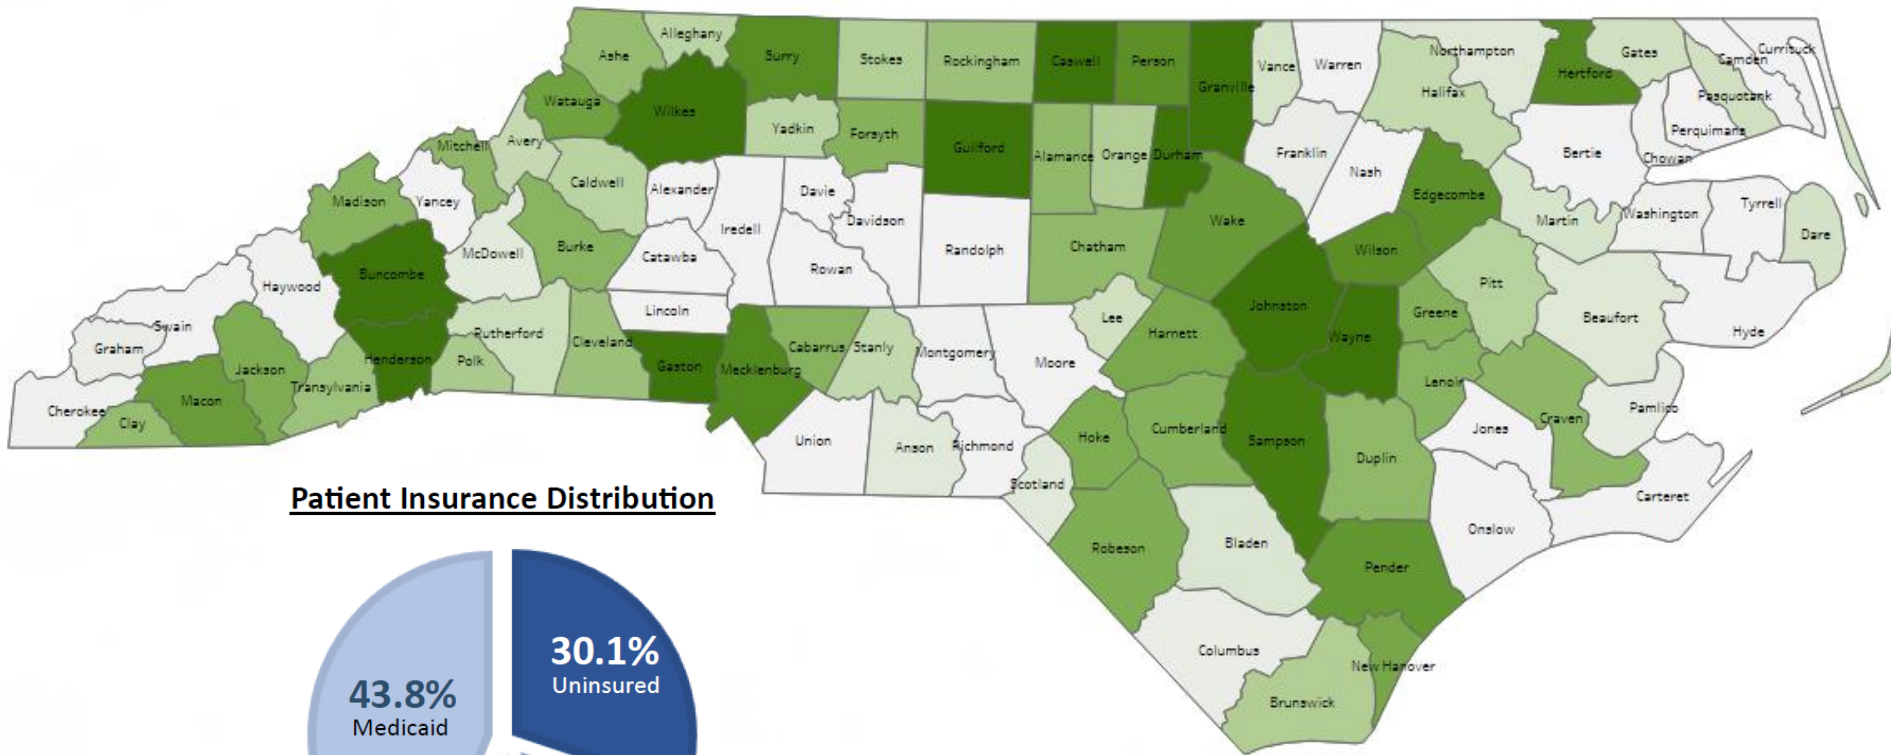 Alleghany
Ashe
Surry
Stokes
Rockingham
Caswell
Person
Granville
Vance
Warren
Northampton
Halifax
Hertford
Gates
Camden
Currituck
Pasquotank
Perquimans
Chowan
Bertie
Watauga
Wilkes
Yadkin
Forsyth
Guilford
Alamance
Orange
Durham
Franklin
Nash
Edgecombe
Martin
Washington
Tyrrell
Dare
Mitchell
Avery
Caldwell
Alexander
Davie
Davidson
Iredell
Madison
Yancey
McDowell
Burke
Catawba
Rowan
Randolph
Chatham
Wake
Wilson
Pitt
Beaufort
Hyde
Buncombe
Haywood
Swain
Graham
Lincoln
Rutherford
Cleveland
Polk
Henderson
Gaston
Mecklenburg
Cabarrus
Stanly
Montgomery
Moore
Lee
Harnett
Johnston
Wayne
Greene
Lenoir
Jackson
Transylvania
Macon
Cherokee
Clay
Union
Anson
Richmond
Scotland
Hoke
Cumberland
Sampson
Duplin
Jones
Craven
Pamlico
Carteret
Onslow
Robeson
Bladen
Pender
Columbus
New Hanover
Brunswick
Patient Insurance Distribution
30.1%
Uninsured
43.8%
Medicaid